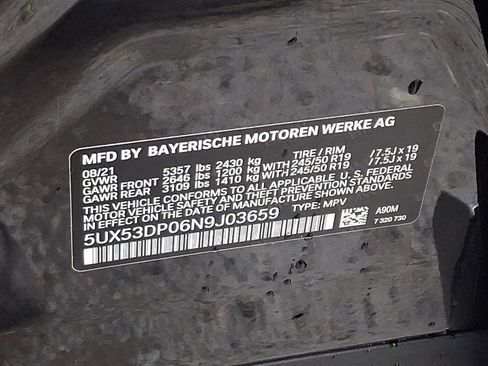 MFD BY BAYERISCHE MOTOREN WERKE AG
08/21 TIRE / RIM
GVWR 5357 lbs 2430 kg
GAWR FRONT 2646 lbs 1200 kg WITH 245/50 R19 / 7.5J x 19
GAWR REAR 3109 lbs 1410 kg WITH 245/50 R19 / 7.5J x 19
THIS VEHICLE CONFORMS TO ALL APPLICABLE U.S. FEDERAL
MOTOR VEHICLE SAFETY AND THEFT PREVENTION STANDARDS
IN EFFECT ON THE DATE OF MANUFACTURE SHOWN ABOVE.
5UX53DP06N9J03659 TYPE: MPV
A90M
7 320 730